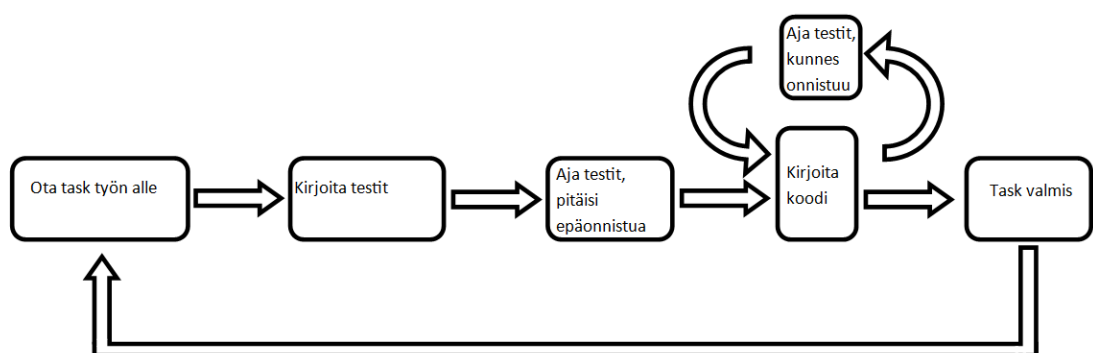 Aja testit,
kunnes
onnistuu
Ota task työn alle
Kirjoita testit
Aja testit,
pitäisi
epäonnistua
Kirjoita
koodi
Task valmis